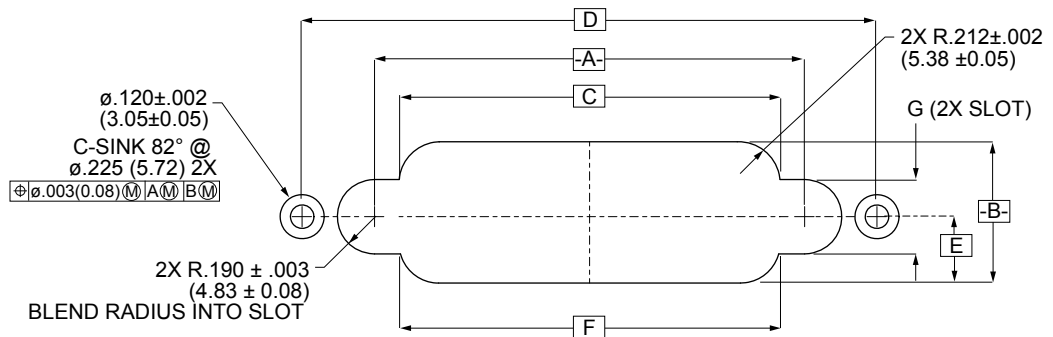 D
2X R.212±.002
(5.38 ±0.05)
-A-
ø.120±.002
(3.05±0.05)
C
G (2X SLOT)
C-SINK 82° @
ø.225 (5.72) 2X
⌖ ø.003(0.08)Ⓜ AⓂ BⓂ
-B-
E
2X R.190 ± .003
(4.83 ± 0.08)
BLEND RADIUS INTO SLOT
F